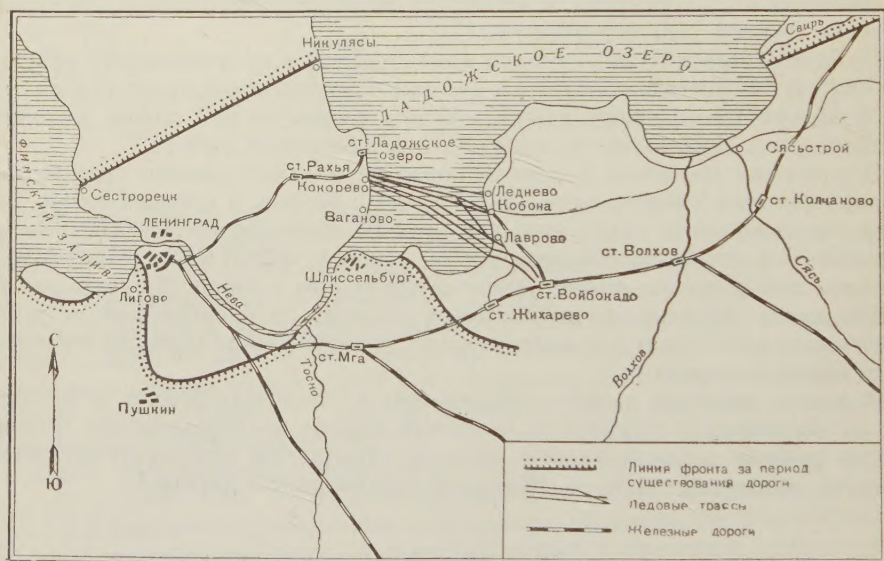 Свирь
Никулясы
ЛАДОЖСКОЕ ОЗЕРО
ст. Ладожское
озеро
Сясьстрой
ст. Рахья
Кокорево
ФИНСКИЙ ЗАЛИВ
Сестрорецк
Леднево
Кобона
ст. Колчаново
Ваганово
ЛЕНИНГРАД
Лаврово
ст. Волхов
Сясь
Шлиссельбург
Нева
Лигово
ст. Войбокадо
ст. Жихарево
С
ст. Мга
Тосно
Волхов
Пушкин
Ю
Линия фронта за период
существования дороги
Ледовые трассы
Железные дороги